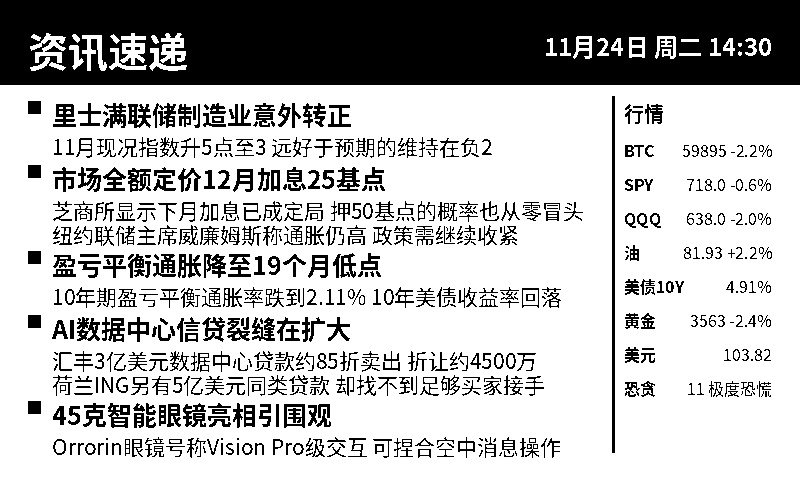 资讯速递
11月24日 周二 14:30
里士满联储制造业意外转正
11月现况指数升5点至3 远好于预期的维持在负2
市场全额定价12月加息25基点
芝商所显示下月加息已成定局 押50基点的概率也从零冒头
纽约联储主席威廉姆斯称通胀仍高 政策需继续收紧
盈亏平衡通胀降至19个月低点
10年期盈亏平衡通胀率跌到2.11% 10年美债收益率回落
AI数据中心信贷裂缝在扩大
汇丰3亿美元数据中心贷款约85折卖出 折让约4500万
荷兰ING另有5亿美元同类贷款 却找不到足够买家接手
45克智能眼镜亮相引围观
Orrorin眼镜号称Vision Pro级交互 可捏合空中消息操作
行情
BTC 59895 -2.2%
SPY 718.0 -0.6%
QQQ 638.0 -2.0%
油 81.93 +2.2%
美债10Y 4.91%
黄金 3563 -2.4%
美元 103.82
恐贪 11 极度恐慌